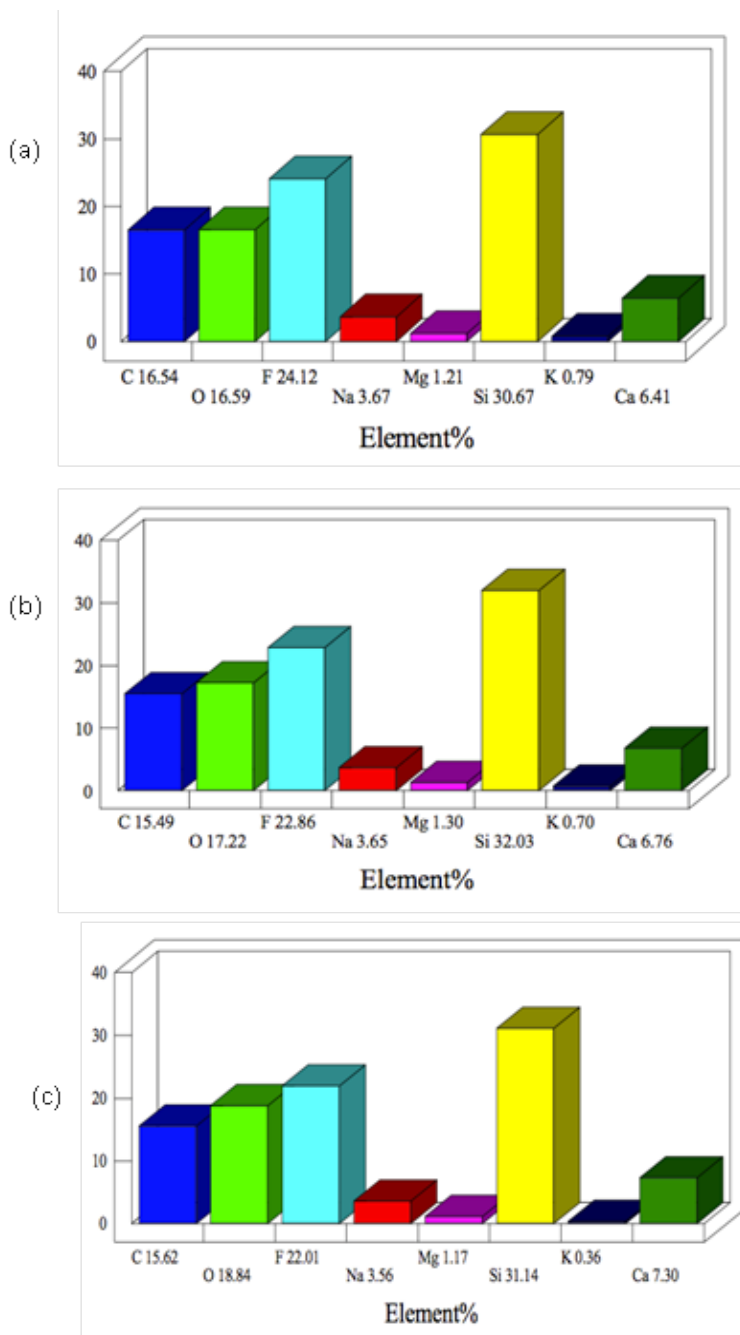 (a)
40
30
20
10
0
C 16.54 F 24.12 Mg 1.21 K 0.79
O 16.59 Na 3.67 Si 30.67 Ca 6.41
Element%
(b)
40
30
20
10
0
C 15.49 F 22.86 Mg 1.30 K 0.70
O 17.22 Na 3.65 Si 32.03 Ca 6.76
Element%
(c)
40
30
20
10
0
C 15.62 F 22.01 Mg 1.17 K 0.36
O 18.84 Na 3.56 Si 31.14 Ca 7.30
Element%